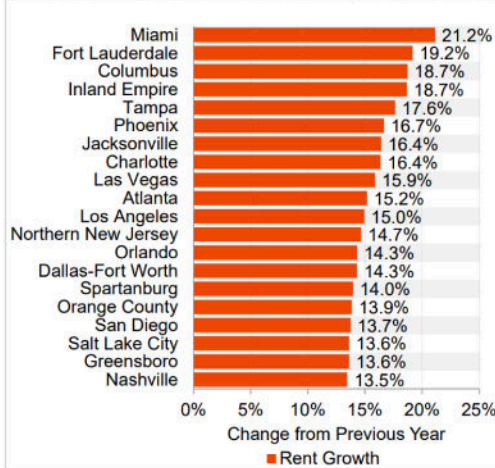 Miami 21.2%
Fort Lauderdale 19.2%
Columbus 18.7%
Inland Empire 18.7%
Tampa 17.6%
Phoenix 16.7%
Jacksonville 16.4%
Charlotte 16.4%
Las Vegas 15.9%
Atlanta 15.2%
Los Angeles 15.0%
Northern New Jersey 14.7%
Orlando 14.3%
Dallas-Fort Worth 14.3%
Spartanburg 14.0%
Orange County 13.9%
San Diego 13.7%
Salt Lake City 13.6%
Greensboro 13.6%
Nashville 13.5%
0% 5% 10% 15% 20% 25%
Change from Previous Year
Rent Growth